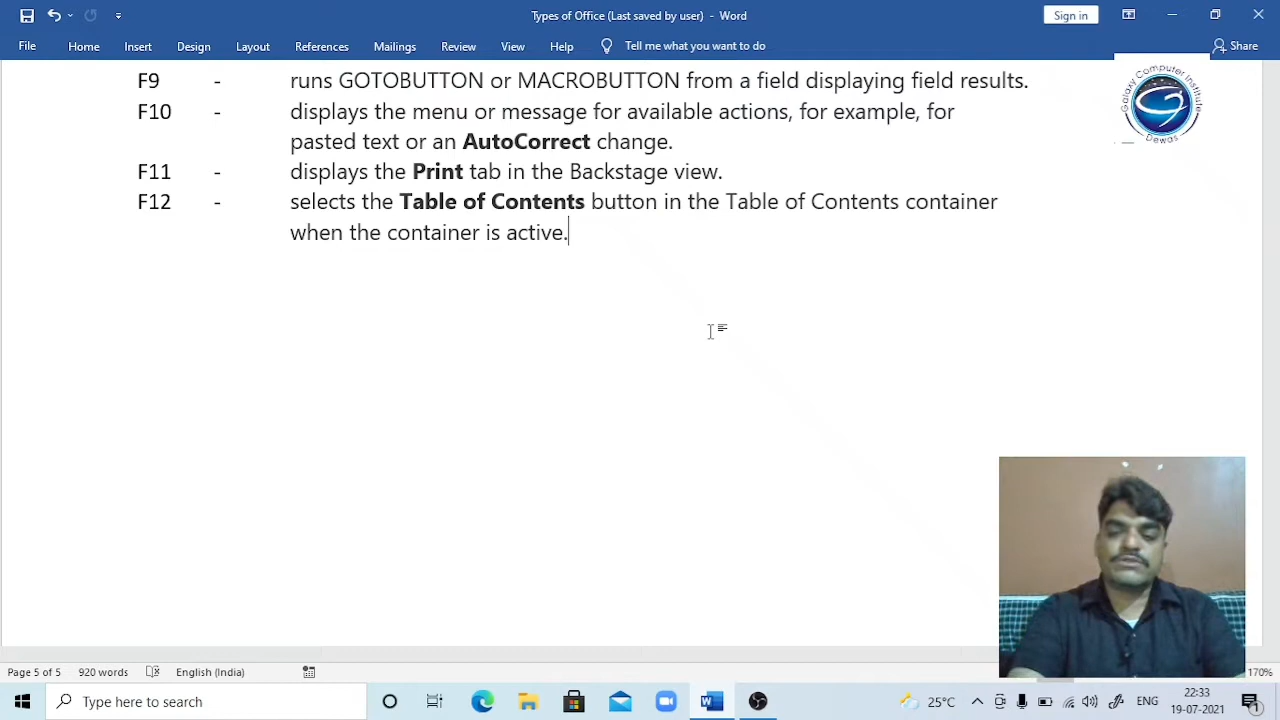 Types of Office (Last saved by user) - Word
Sign in
File Home Insert Design Layout References Mailings Review View Help Tell me what you want to do Share
F9 - runs GOTOBUTTON or MACROBUTTON from a field displaying field results.
F10 - displays the menu or message for available actions, for example, for
pasted text or an AutoCorrect change.
F11 - displays the Print tab in the Backstage view.
F12 - selects the Table of Contents button in the Table of Contents container
when the container is active.
Galaxy Computer Institute
Dewas
Page 5 of 5 920 words English (India) 170%
Type here to search 25°C ENG 22:33
19-07-2021 1